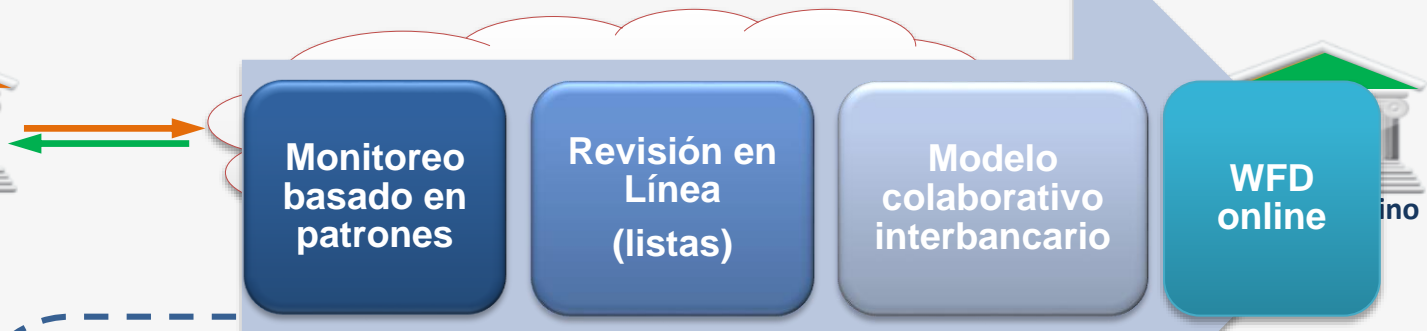 Monitoreo
basado en
patrones
Revisión en
Línea
(listas)
Modelo
colaborativo
interbancario
WFD
online
ino